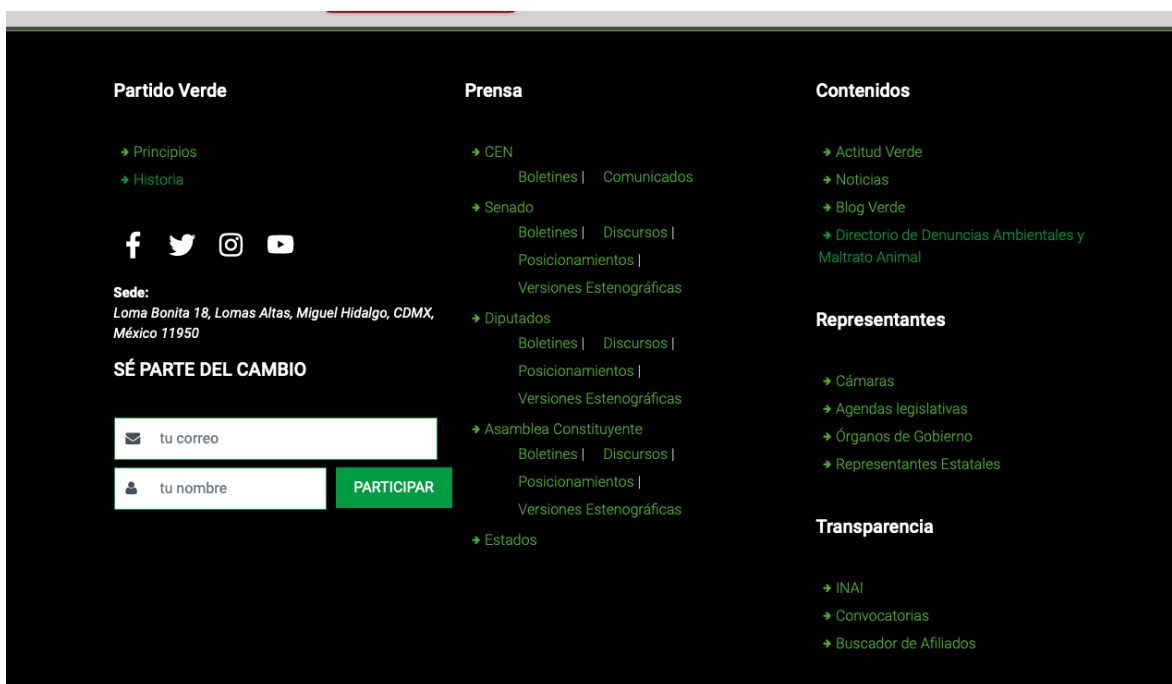 Partido Verde
Principios
Historia
Sede:
Loma Bonita 18, Lomas Altas, Miguel Hidalgo, CDMX,
México 11950
SÉ PARTE DEL CAMBIO
tu correo
tu nombre
PARTICIPAR
Prensa
CEN
Boletines | Comunicados
Senado
Boletines | Discursos |
Posicionamientos |
Versiones Estenográficas
Diputados
Boletines | Discursos |
Posicionamientos |
Versiones Estenográficas
Asamblea Constituyente
Boletines | Discursos |
Posicionamientos |
Versiones Estenográficas
Estados
Contenidos
Actitud Verde
Noticias
Blog Verde
Directorio de Denuncias Ambientales y
Maltrato Animal
Representantes
Cámaras
Agendas legislativas
Órganos de Gobierno
Representantes Estatales
Transparencia
INAI
Convocatorias
Buscador de Afiliados